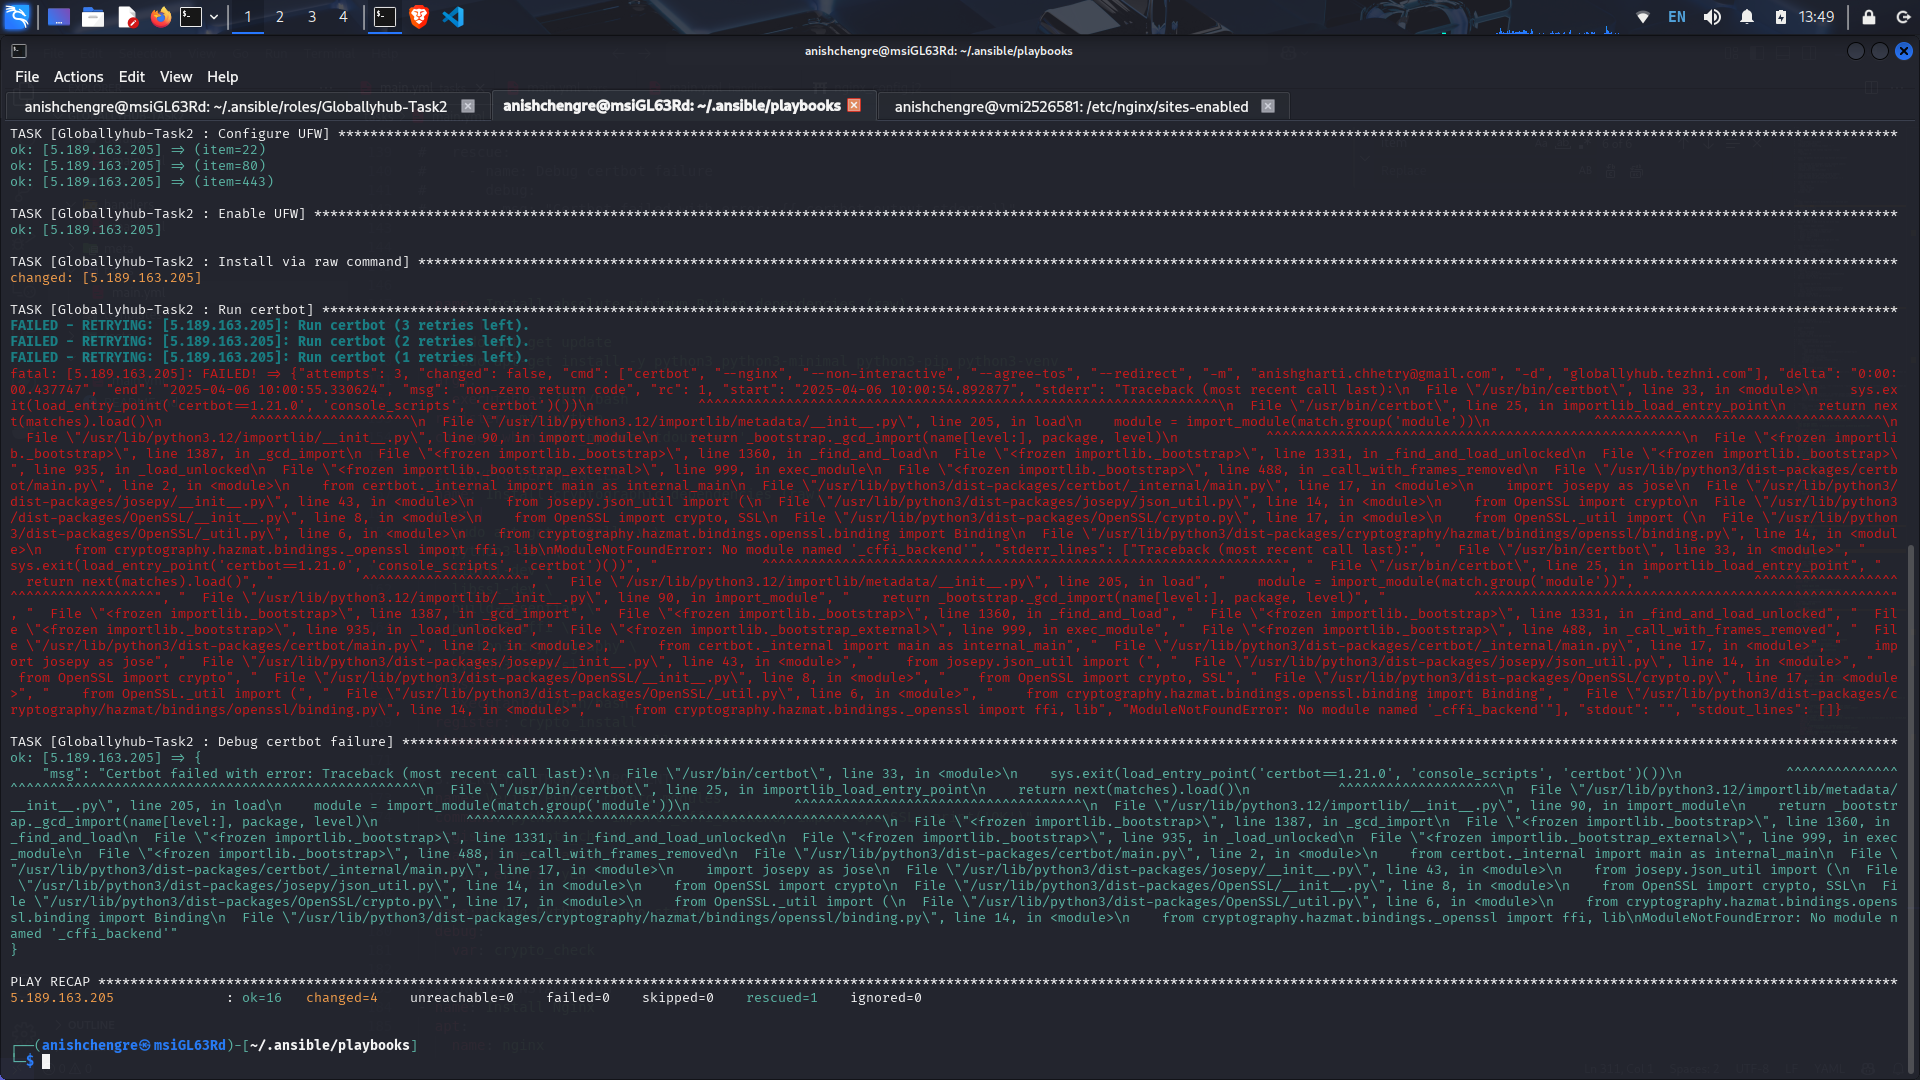 1 2 3 4 EN 13:49
anishchengre@msiGL63Rd: ~/.ansible/playbooks
File Actions Edit View Help
anishchengre@msiGL63Rd: ~/.ansible/roles/Globallyhub-Task2 anishchengre@msiGL63Rd: ~/.ansible/playbooks anishchengre@vmi2526581: /etc/nginx/sites-enabled
TASK [Globallyhub-Task2 : Configure UFW] ****
ok: [5.189.163.205] => (item=22)
ok: [5.189.163.205] => (item=80)
ok: [5.189.163.205] => (item=443)
TASK [Globallyhub-Task2 : Enable UFW] ****
ok: [5.189.163.205]
TASK [Globallyhub-Task2 : Install via raw command] ****
changed: [5.189.163.205]
TASK [Globallyhub-Task2 : Run certbot] ****
FAILED - RETRYING: [5.189.163.205]: Run certbot (3 retries left).
FAILED - RETRYING: [5.189.163.205]: Run certbot (2 retries left).
FAILED - RETRYING: [5.189.163.205]: Run certbot (1 retries left).
fatal: [5.189.163.205]: FAILED! => {"attempts": 3, "changed": false, "cmd": ["certbot", "--nginx", "--non-interactive", "--agree-tos", "--redirect", "-m", "anishgharti.chhetry@gmail.com", "-d", "globallyhub.tezhni.com"], "delta": "0:00:
00.437747", "end": "2025-04-06 10:00:55.330624", "msg": "non-zero return code", "rc": 1, "start": "2025-04-06 10:00:54.892877", "stderr": "Traceback (most recent call last):\n  File \"/usr/bin/certbot\", line 33, in <module>\n    sys.ex
it(load_entry_point('certbot==1.21.0', 'console_scripts', 'certbot')())\n             ^^^^\n  File \"/usr/bin/certbot\", line 25, in importlib_load_entry_point\n    return nex
t(matches).load()\n           ^^^^\n  File \"/usr/lib/python3.12/importlib/metadata/__init__.py\", line 205, in load\n    module = import_module(match.group('module'))\n             ^^^^\n
  File \"/usr/lib/python3.12/importlib/__init__.py\", line 90, in import_module\n    return _bootstrap._gcd_import(name[level:], package, level)\n           ^^^^\n  File \"<frozen importli
b._bootstrap>\", line 1387, in _gcd_import\n  File \"<frozen importlib._bootstrap>\", line 1360, in _find_and_load\n  File \"<frozen importlib._bootstrap>\", line 1331, in _find_and_load_unlocked\n  File \"<frozen importlib._bootstrap>\
", line 935, in _load_unlocked\n  File \"<frozen importlib._bootstrap_external>\", line 999, in exec_module\n  File \"<frozen importlib._bootstrap>\", line 488, in _call_with_frames_removed\n  File \"/usr/lib/python3/dist-packages/certb
ot/main.py\", line 2, in <module>\n    from certbot._internal import main as internal_main\n  File \"/usr/lib/python3/dist-packages/certbot/_internal/main.py\", line 17, in <module>\n    import josepy as jose\n  File \"/usr/lib/python3/
dist-packages/josepy/__init__.py\", line 43, in <module>\n    from josepy.json_util import (\n  File \"/usr/lib/python3/dist-packages/josepy/json_util.py\", line 14, in <module>\n    from OpenSSL import crypto\n  File \"/usr/lib/python3
/dist-packages/OpenSSL/__init__.py\", line 8, in <module>\n    from OpenSSL import crypto, SSL\n  File \"/usr/lib/python3/dist-packages/OpenSSL/crypto.py\", line 17, in <module>\n    from OpenSSL._util import (\n  File \"/usr/lib/python
3/dist-packages/OpenSSL/_util.py\", line 6, in <module>\n    from cryptography.hazmat.bindings.openssl.binding import Binding\n  File \"/usr/lib/python3/dist-packages/cryptography/hazmat/bindings/openssl/binding.py\", line 14, in <modul
e>\n    from cryptography.hazmat.bindings._openssl import ffi, lib\nModuleNotFoundError: No module named '_cffi_backend'", "stderr_lines": ["Traceback (most recent call last):", "  File \"/usr/bin/certbot\", line 33, in <module>", "
sys.exit(load_entry_point('certbot==1.21.0', 'console_scripts', 'certbot')())", "             ^^^^", "  File \"/usr/bin/certbot\", line 25, in importlib_load_entry_point", "
  return next(matches).load()", "           ^^^^", "  File \"/usr/lib/python3.12/importlib/metadata/__init__.py\", line 205, in load", "    module = import_module(match.group('module'))", "             ^^^^
^^^^", "  File \"/usr/lib/python3.12/importlib/__init__.py\", line 90, in import_module", "    return _bootstrap._gcd_import(name[level:], package, level)", "           ^^^^"
, "  File \"<frozen importlib._bootstrap>\", line 1387, in _gcd_import", "  File \"<frozen importlib._bootstrap>\", line 1360, in _find_and_load", "  File \"<frozen importlib._bootstrap>\", line 1331, in _find_and_load_unlocked", "  Fil
e \"<frozen importlib._bootstrap>\", line 935, in _load_unlocked", "  File \"<frozen importlib._bootstrap_external>\", line 999, in exec_module", "  File \"<frozen importlib._bootstrap>\", line 488, in _call_with_frames_removed", "  Fil
e \"/usr/lib/python3/dist-packages/certbot/main.py\", line 2, in <module>", "    from certbot._internal import main as internal_main", "  File \"/usr/lib/python3/dist-packages/certbot/_internal/main.py\", line 17, in <module>", "    imp
ort josepy as jose", "  File \"/usr/lib/python3/dist-packages/josepy/__init__.py\", line 43, in <module>", "    from josepy.json_util import (", "  File \"/usr/lib/python3/dist-packages/josepy/json_util.py\", line 14, in <module>", "
 from OpenSSL import crypto", "  File \"/usr/lib/python3/dist-packages/OpenSSL/__init__.py\", line 8, in <module>", "    from OpenSSL import crypto, SSL", "  File \"/usr/lib/python3/dist-packages/OpenSSL/crypto.py\", line 17, in <module
>", "    from OpenSSL._util import (", "  File \"/usr/lib/python3/dist-packages/OpenSSL/_util.py\", line 6, in <module>", "    from cryptography.hazmat.bindings.openssl.binding import Binding", "  File \"/usr/lib/python3/dist-packages/c
ryptography/hazmat/bindings/openssl/binding.py\", line 14, in <module>", "    from cryptography.hazmat.bindings._openssl import ffi, lib", "ModuleNotFoundError: No module named '_cffi_backend'"], "stdout": "", "stdout_lines": []}
TASK [Globallyhub-Task2 : Debug certbot failure] ****
ok: [5.189.163.205] => {
    "msg": "Certbot failed with error: Traceback (most recent call last):\n  File \"/usr/bin/certbot\", line 33, in <module>\n    sys.exit(load_entry_point('certbot==1.21.0', 'console_scripts', 'certbot')())\n             ^^^^
^^^^\n  File \"/usr/bin/certbot\", line 25, in importlib_load_entry_point\n    return next(matches).load()\n           ^^^^\n  File \"/usr/lib/python3.12/importlib/metadata/
__init__.py\", line 205, in load\n    module = import_module(match.group('module'))\n             ^^^^\n  File \"/usr/lib/python3.12/importlib/__init__.py\", line 90, in import_module\n    return _bootstr
ap._gcd_import(name[level:], package, level)\n           ^^^^\n  File \"<frozen importlib._bootstrap>\", line 1387, in _gcd_import\n  File \"<frozen importlib._bootstrap>\", line 1360, in
_find_and_load\n  File \"<frozen importlib._bootstrap>\", line 1331, in _find_and_load_unlocked\n  File \"<frozen importlib._bootstrap>\", line 935, in _load_unlocked\n  File \"<frozen importlib._bootstrap_external>\", line 999, in exec
_module\n  File \"<frozen importlib._bootstrap>\", line 488, in _call_with_frames_removed\n  File \"/usr/lib/python3/dist-packages/certbot/main.py\", line 2, in <module>\n    from certbot._internal import main as internal_main\n  File \
"/usr/lib/python3/dist-packages/certbot/_internal/main.py\", line 17, in <module>\n    import josepy as jose\n  File \"/usr/lib/python3/dist-packages/josepy/__init__.py\", line 43, in <module>\n    from josepy.json_util import (\n  File
 \"/usr/lib/python3/dist-packages/josepy/json_util.py\", line 14, in <module>\n    from OpenSSL import crypto\n  File \"/usr/lib/python3/dist-packages/OpenSSL/__init__.py\", line 8, in <module>\n    from OpenSSL import crypto, SSL\n  Fi
le \"/usr/lib/python3/dist-packages/OpenSSL/crypto.py\", line 17, in <module>\n    from OpenSSL._util import (\n  File \"/usr/lib/python3/dist-packages/OpenSSL/_util.py\", line 6, in <module>\n    from cryptography.hazmat.bindings.opens
sl.binding import Binding\n  File \"/usr/lib/python3/dist-packages/cryptography/hazmat/bindings/openssl/binding.py\", line 14, in <module>\n    from cryptography.hazmat.bindings._openssl import ffi, lib\nModuleNotFoundError: No module n
amed '_cffi_backend'"
}
PLAY RECAP ****
5.189.163.205              : ok=16   changed=4    unreachable=0    failed=0    skipped=0    rescued=1    ignored=0
┌──(anishchengre㉿msiGL63Rd)-[~/.ansible/playbooks]
└─$